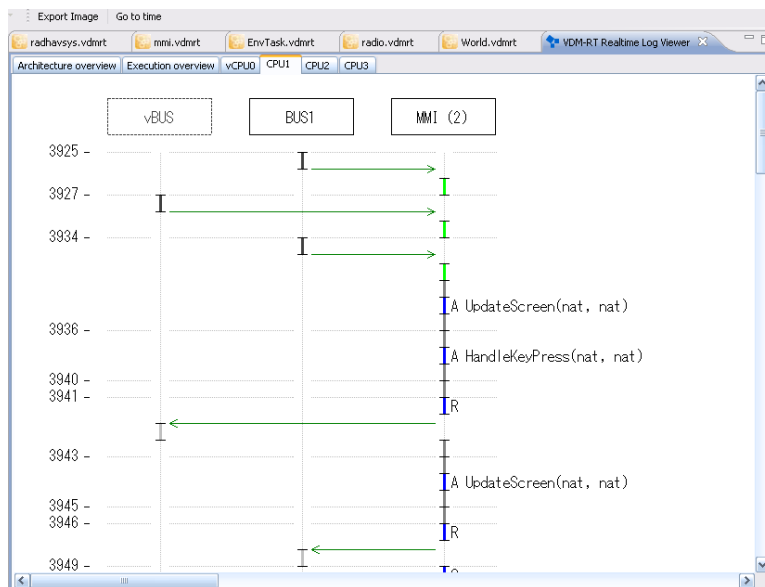 Export Image Go to time
radhavsys.vdmrt mmi.vdmrt EnvTask.vdmrt radio.vdmrt World.vdmrt VDM-RT Realtime Log Viewer
Architecture overview Execution overview vCPU0 CPU1 CPU2 CPU3
vBUS BUS1 MMI (2)
3925
3927
3934
A UpdateScreen(nat, nat)
3936
A HandleKeyPress(nat, nat)
3940
3941
R
3943
A UpdateScreen(nat, nat)
3945
3946
R
3949